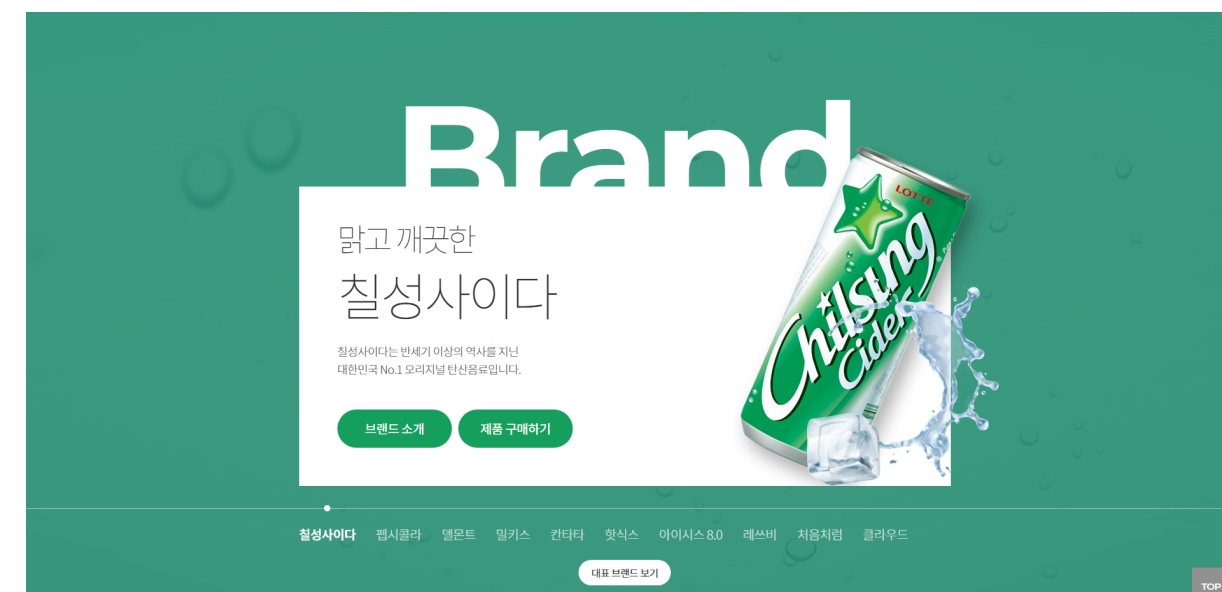 Brand
맑고 깨끗한
칠성사이다
칠성사이다는 반세기 이상의 역사를 지닌
대한민국 No.1 오리지널 탄산음료입니다.
브랜드 소개 제품 구매하기
LOTTE
Chilsung
Cider
칠성사이다 펩시콜라 델몬트 밀키스 칸타타 핫식스 아이시스 8.0 레쓰비 처음처럼 클라우드
대표 브랜드 보기
TOP